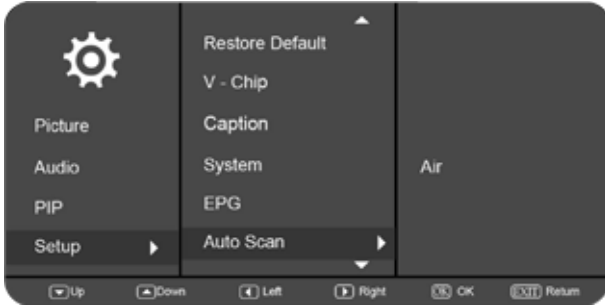 Restore Default
V - Chip
Picture
Caption
Audio
System
Air
PIP
EPG
Setup
Auto Scan
Up
Down
Left
Right
OK OK
EXIT Return